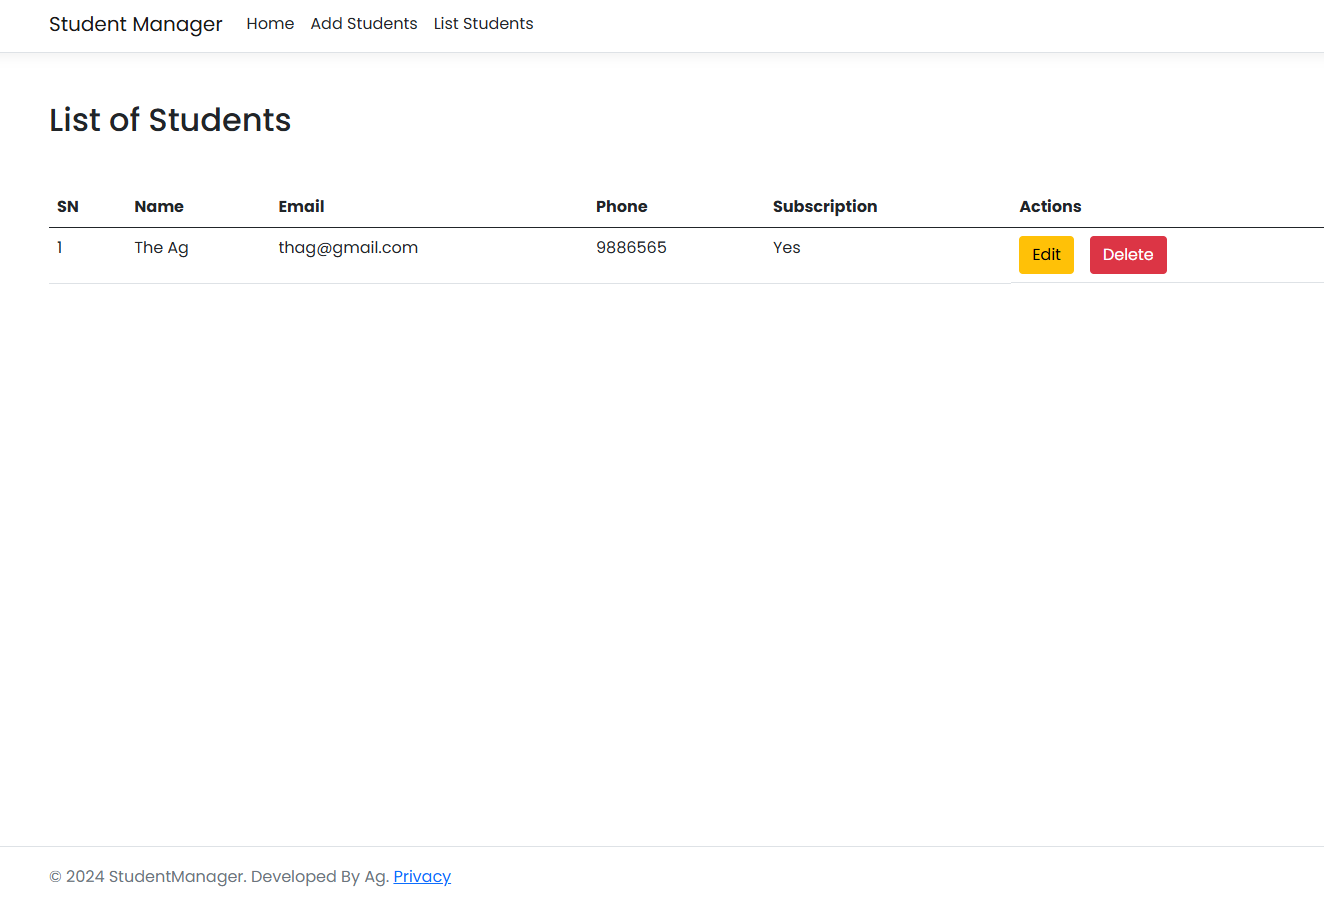 Student Manager Home Add Students List Students
List of Students
SN Name Email Phone Subscription Actions
1 The Ag thag@gmail.com 9886565 Yes Edit Delete
© 2024 StudentManager. Developed By Ag. Privacy